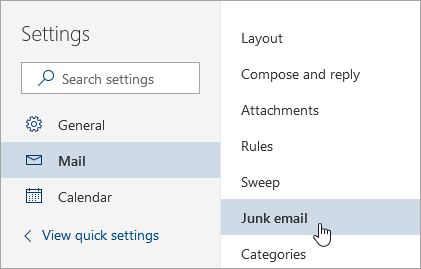 Settings
Search settings
General
Mail
Calendar
View quick settings
Layout
Compose and reply
Attachments
Rules
Sweep
Junk email
Categories